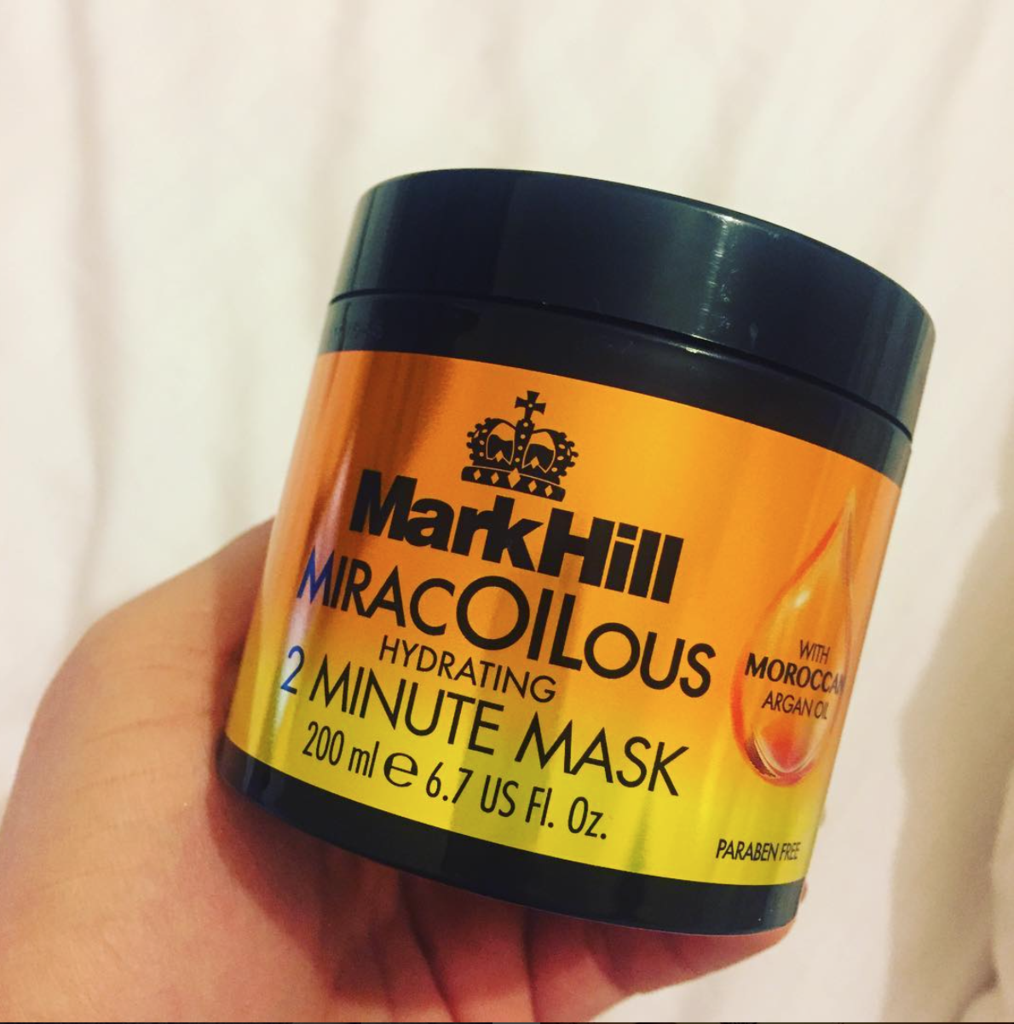 MarkHill
MIRACOILOUS
HYDRATING
2 MINUTE MASK
200 ml e 6.7 US Fl. Oz.
WITH
MOROCCAN
ARGAN OIL
PARABEN FREE